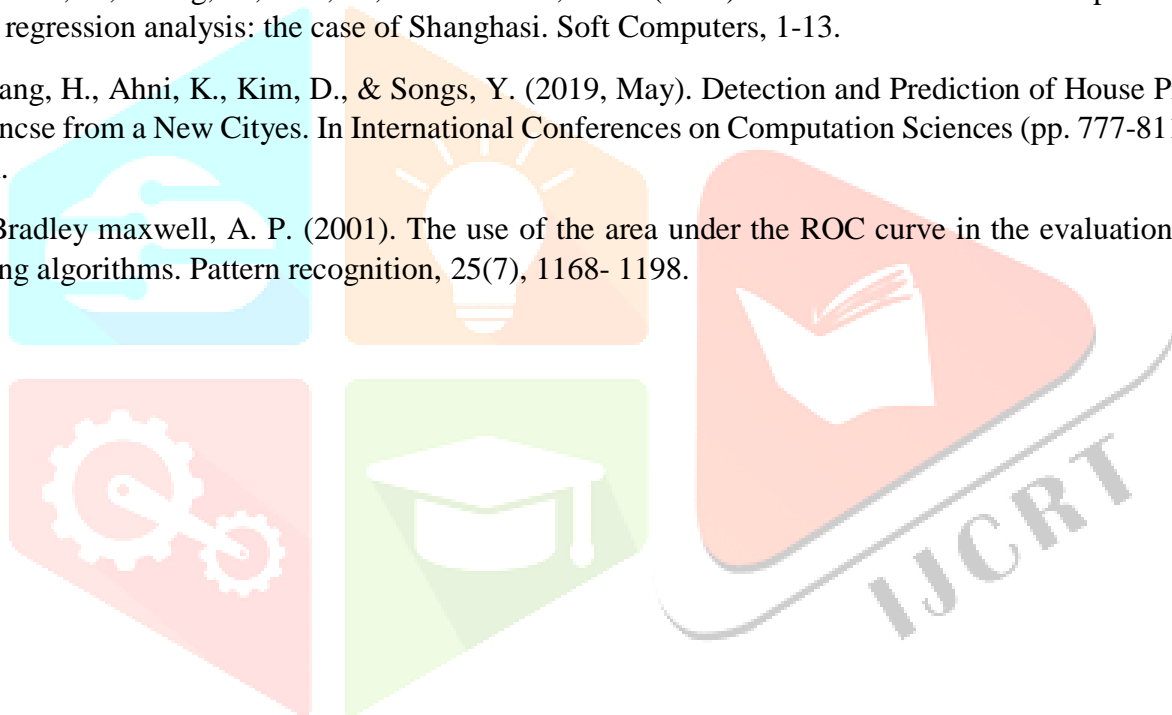 regression analysis: the case of Shanghasi. Soft Computers, 1-13.
ang, H., Ahni, K., Kim, D., & Songs, Y. (2019, May). Detection and Prediction of House P
ncse from a New Cityes. In International Conferences on Computation Sciences (pp. 777-811
Bradley maxwell, A. P. (2001). The use of the area under the ROC curve in the evaluation
ng algorithms. Pattern recognition, 25(7), 1168- 1198.
IJCRT